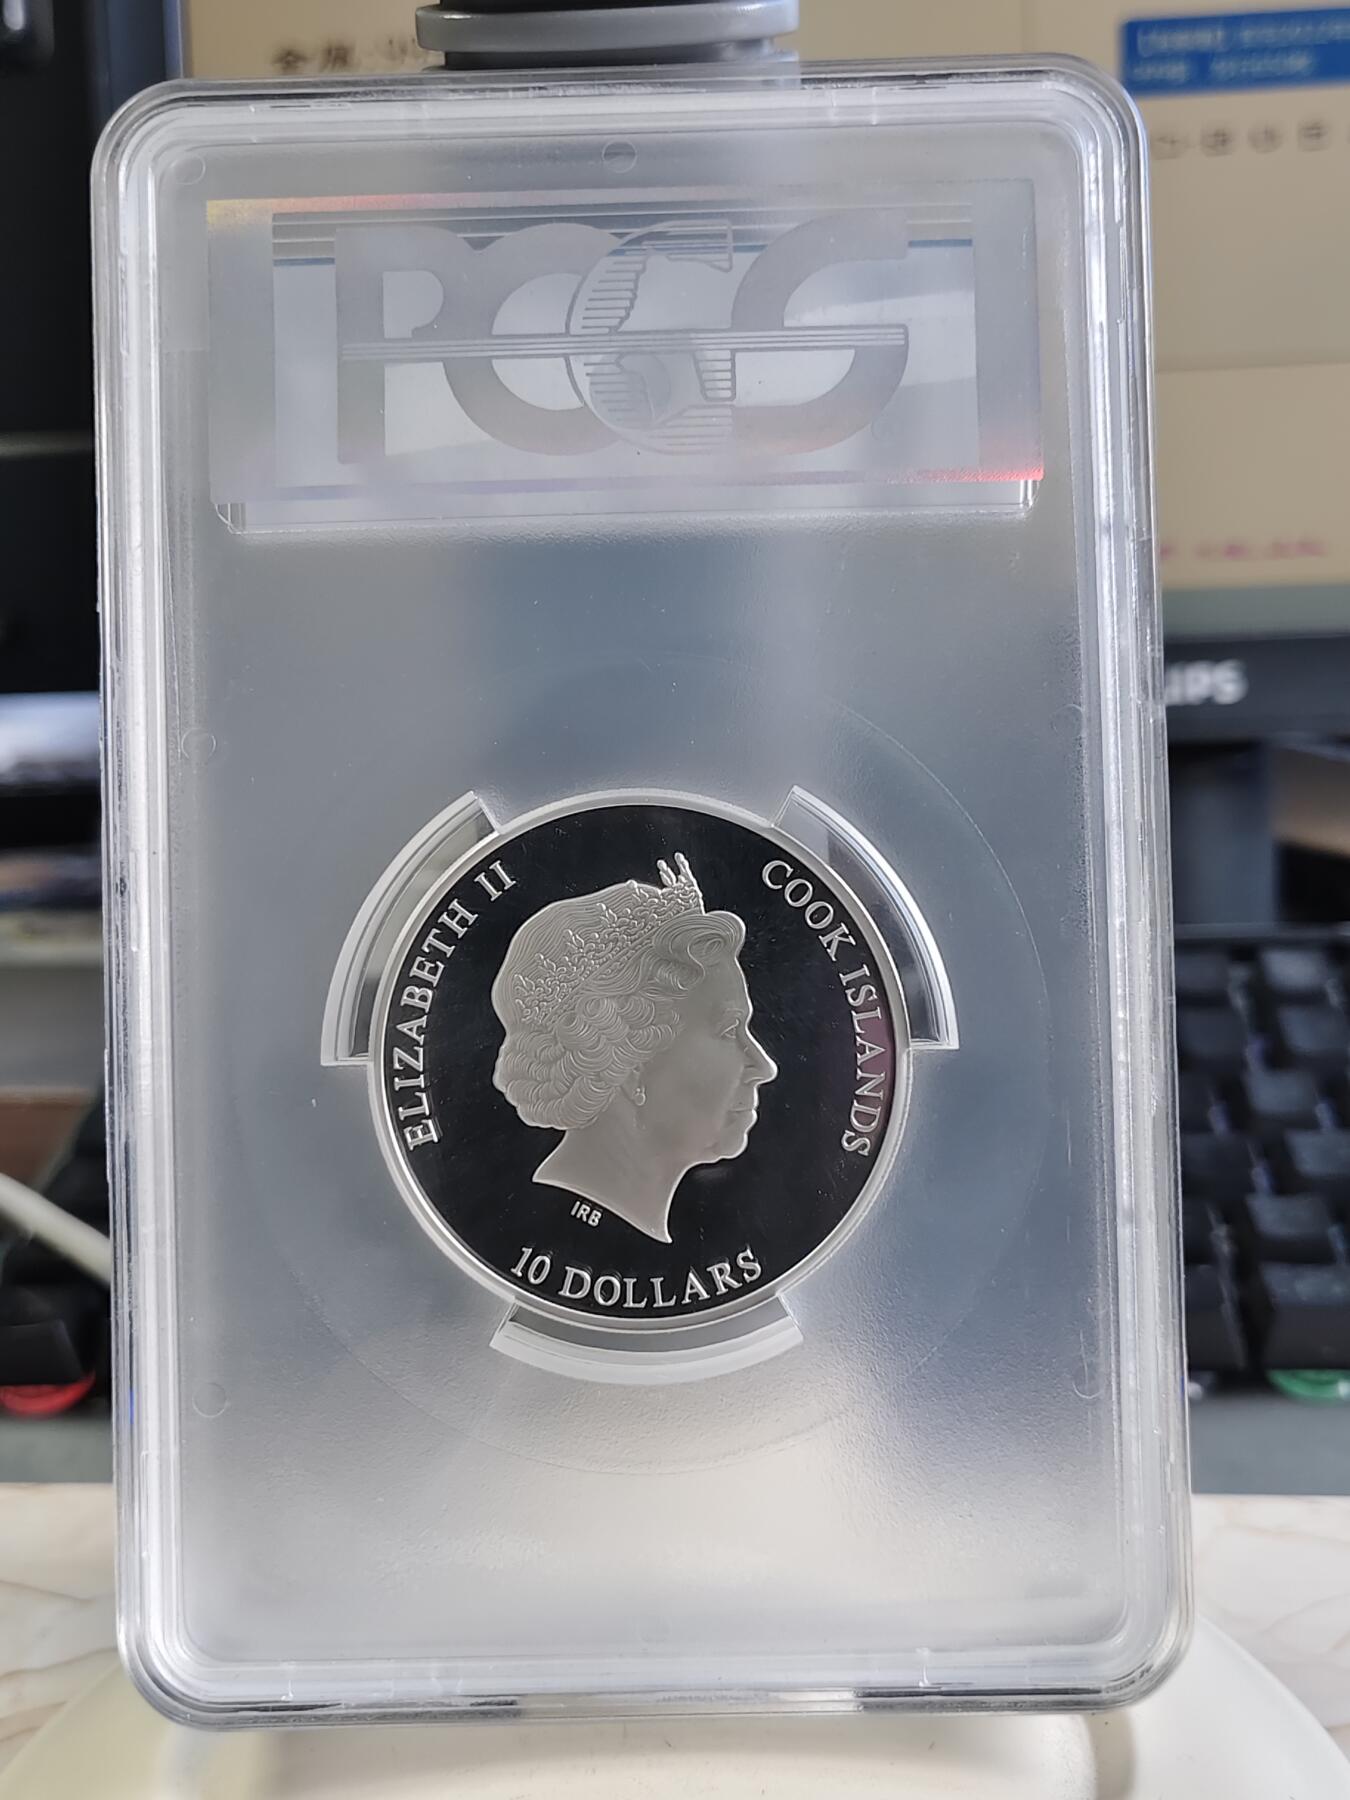 PCGS
ELIZABETH II
COOK ISLANDS
IRB
10 DOLLARS